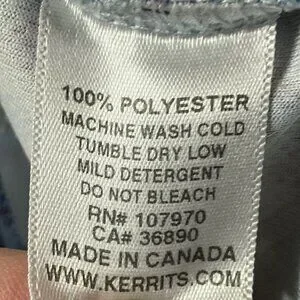 100% POLYESTER
MACHINE WASH COLD
TUMBLE DRY LOW
MILD DETERGENT
DO NOT BLEACH
RN# 107970
CA# 36890
MADE IN CANADA
WWW.KERRITS.COM